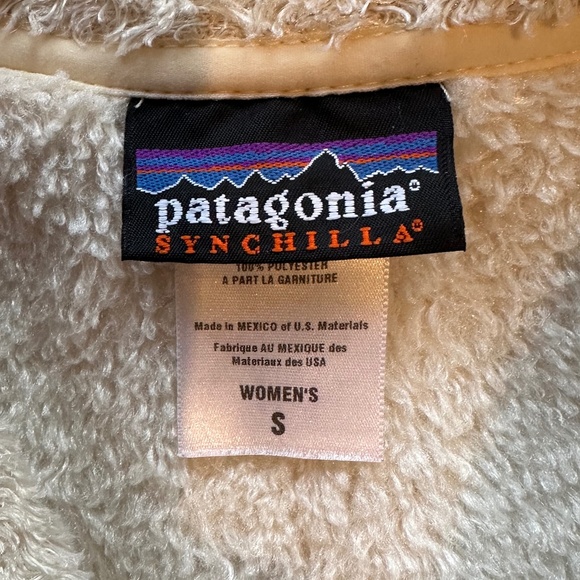 patagonia®
SYNCHILLA®
100% POLYESTER
A PART LA GARNITURE
Made in MEXICO of U.S. Materials
Fabrique AU MEXIQUE des
Materiaux des USA
WOMEN'S
S